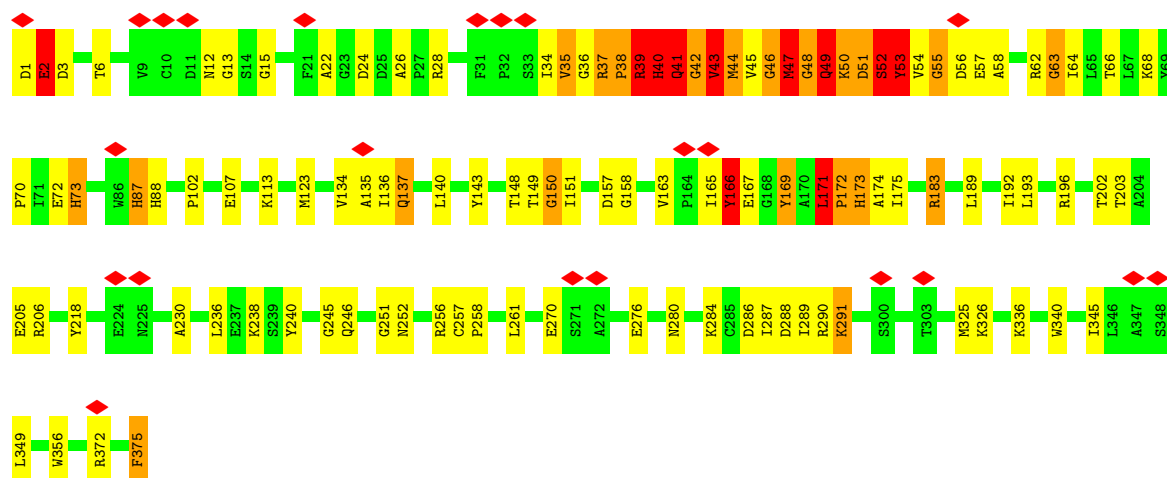 D1 E2 D3 T6 V9 C10 D11 N12 G13 S14 G15 F21 A22 G23 D24 D25 A26 P27 R28 F31 P32 S33 I34 V35 G36 R37 P38 R39 H40 Q41 G42 V43 M44 V45 G46 M47 G48 Q49 K50 D51 S52 Y53 V54 G55 D56 E57 A58 R62 G63 I64 L65 T66 L67 K68 Y69
P70 I71 E72 H73 W86 H87 H88 P102 E107 K113 M123 V134 A135 I136 Q137 L140 Y143 T148 T149 G150 I151 D157 G158 V163 P164 I165 Y166 E167 G168 Y169 A170 L171 P172 H173 A174 I175 R183 L189 I192 L193 R196 T202 T203 A204
E205 R206 Y218 E224 N225 A230 L236 E237 K238 S239 Y240 G245 Q246 G251 N252 R256 C257 P258 L261 E270 S271 A272 E276 N280 K284 C285 D286 I287 D288 I289 R290 K291 S300 T303 M325 K326 K336 W340 I345 L346 A347 S348
L349 W356 R372 F375